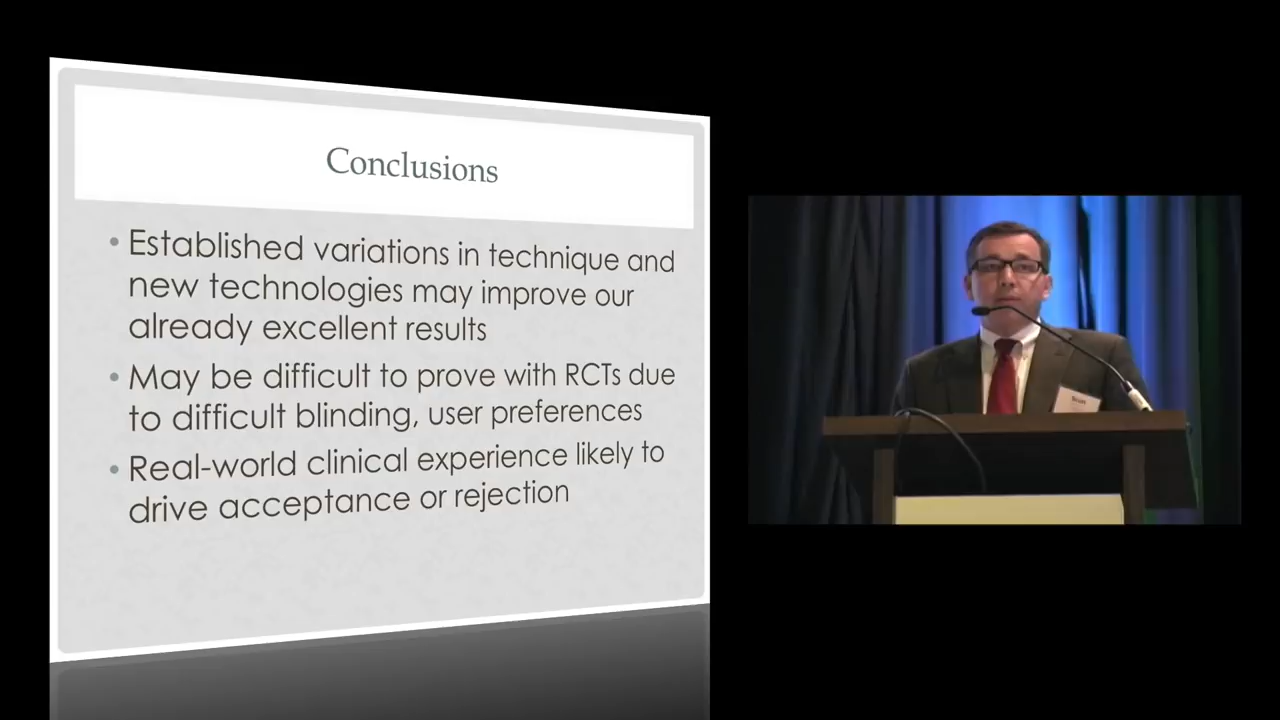 Conclusions
• Established variations in technique and
new technologies may improve our
already excellent results
• May be difficult to prove with RCTs due
to difficult blinding, user preferences
• Real-world clinical experience likely to
drive acceptance or rejection